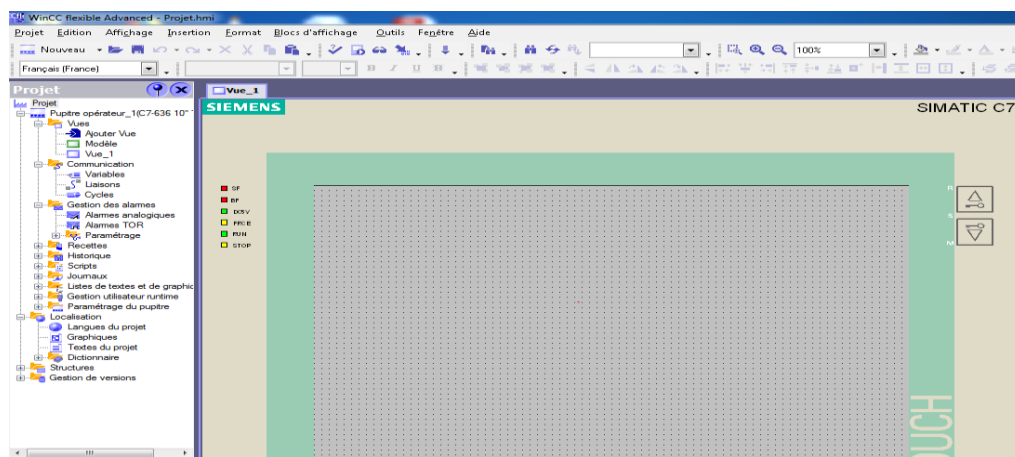 WinCC flexible Advanced - Projet.hmi
Projet Edition Affichage Insertion Format Blocs d'affichage Outils Fenêtre Aide
Nouveau 100%
Français (France)
Projet
Vue_1
Projet
Pupitre opérateur_1(C7-636 10"
Vues
Ajouter Vue
Modèle
Vue_1
Communication
Variables
Liaisons
Cycles
Gestion des alarmes
Alarmes analogiques
Alarmes TOR
Paramétrage
Recettes
Historique
Scripts
Journaux
Listes de textes et de graphic
Gestion utilisateur runtime
Paramétrage du pupitre
Localisation
Langues du projet
Graphiques
Textes du projet
Dictionnaire
Structures
Gestion de versions
SIEMENS
SIMATIC C7
SF
BF
DC5V
FRCE
RUN
STOP
R
S
M
OUCH